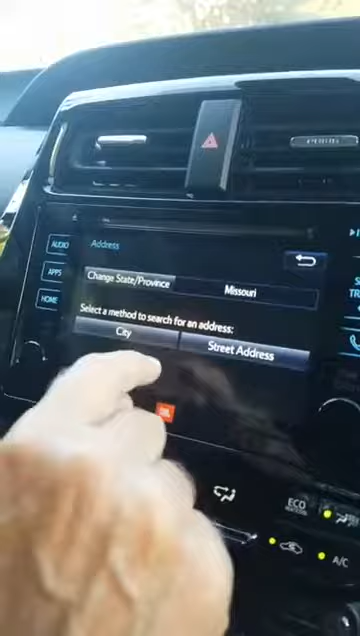 AUDIO
Address
APPS
Change State/Province
Missouri
HOME
Select a method to search for an address:
City
Street Address
JBL
ECO
A/C